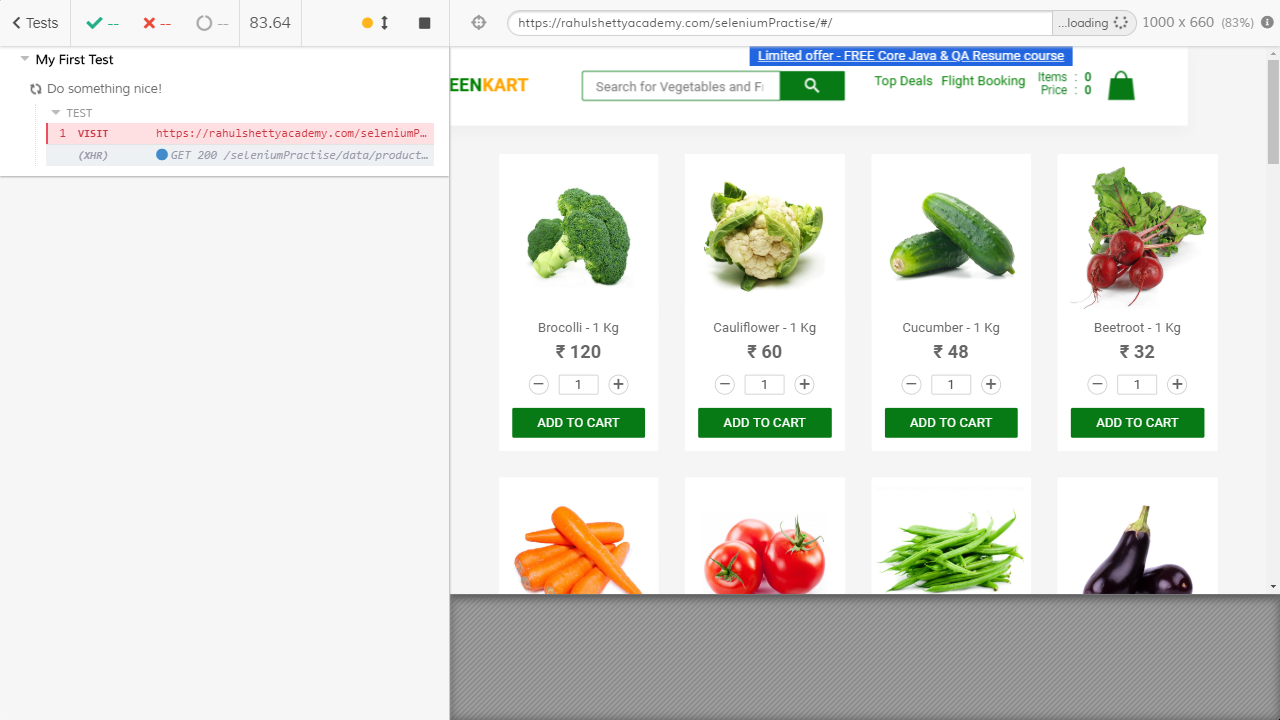 Tests
--
--
--
83.64
https://rahulshettyacademy.com/seleniumPractise/#/
...loading
1000 x 660 (83%)
My First Test
Do something nice!
TEST
1 VISIT https://rahulshettyacademy.com/seleniumP...
(XHR) GET 200 /seleniumPractise/data/product...
Limited offer - FREE Core Java & QA Resume course
EENKART
Search for Vegetables and Fr
Top Deals
Flight Booking
Items : 0
Price : 0
Brocolli - 1 Kg
₹ 120
− 1 +
ADD TO CART
Cauliflower - 1 Kg
₹ 60
− 1 +
ADD TO CART
Cucumber - 1 Kg
₹ 48
− 1 +
ADD TO CART
Beetroot - 1 Kg
₹ 32
− 1 +
ADD TO CART